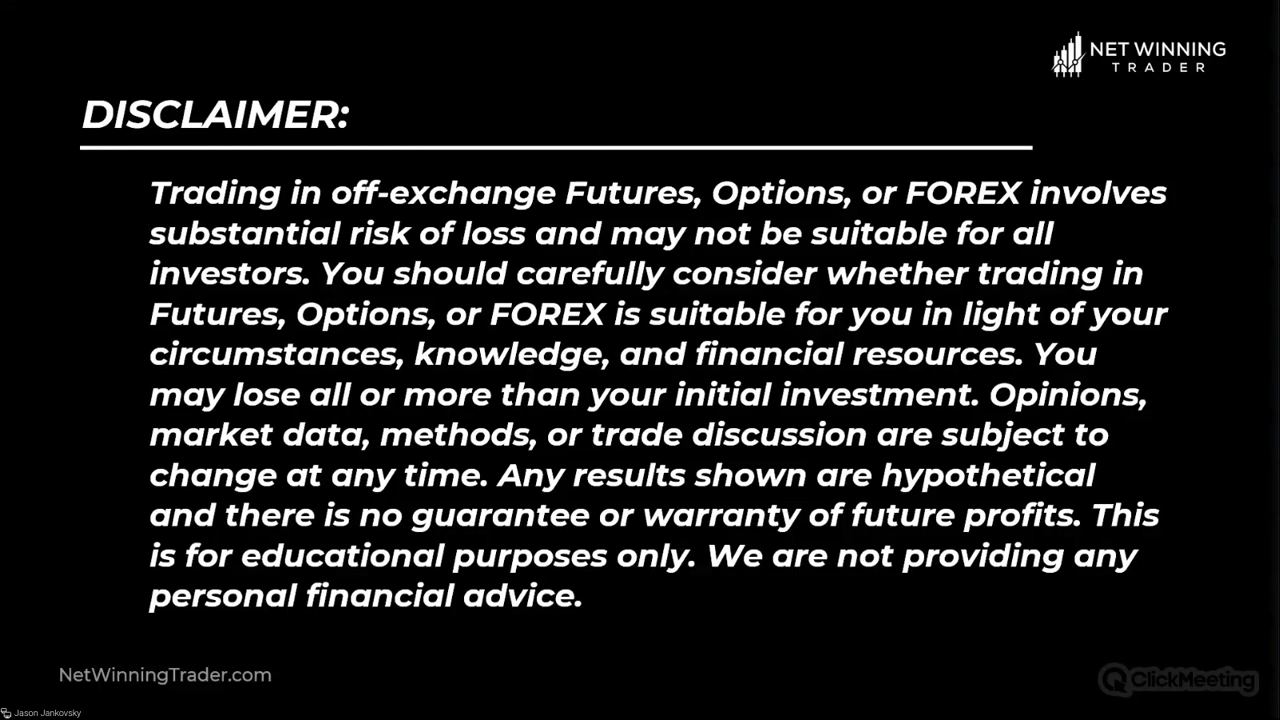 NET WINNING
TRADER
DISCLAIMER:
Trading in off-exchange Futures, Options, or FOREX involves
substantial risk of loss and may not be suitable for all
investors. You should carefully consider whether trading in
Futures, Options, or FOREX is suitable for you in light of your
circumstances, knowledge, and financial resources. You
may lose all or more than your initial investment. Opinions,
market data, methods, or trade discussion are subject to
change at any time. Any results shown are hypothetical
and there is no guarantee or warranty of future profits. This
is for educational purposes only. We are not providing any
personal financial advice.
NetWinningTrader.com
ClickMeeting
Jason Jankovsky